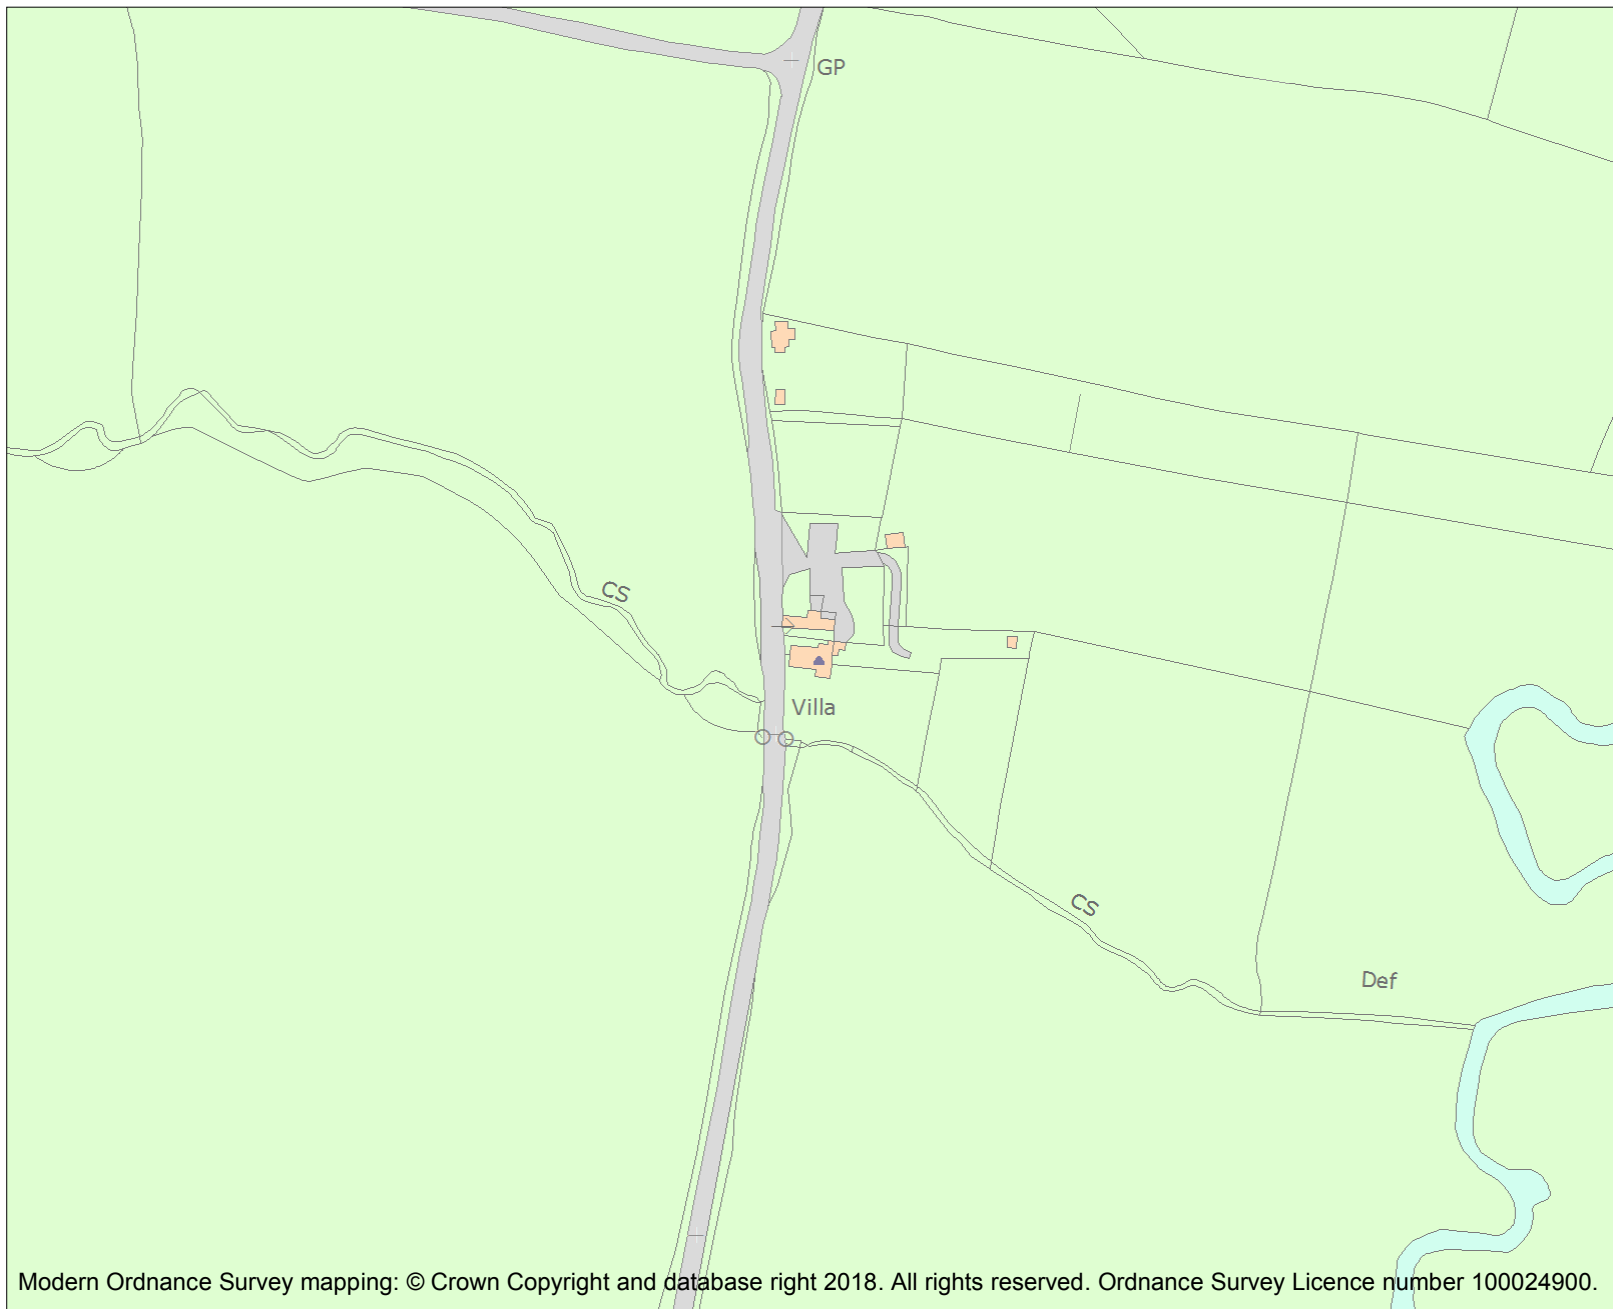 GP
CS
Villa
CS
Def
Modern Ordnance Survey mapping: © Crown Copyright and database right 2018. All rights reserved. Ordnance Survey Licence number 100024900.